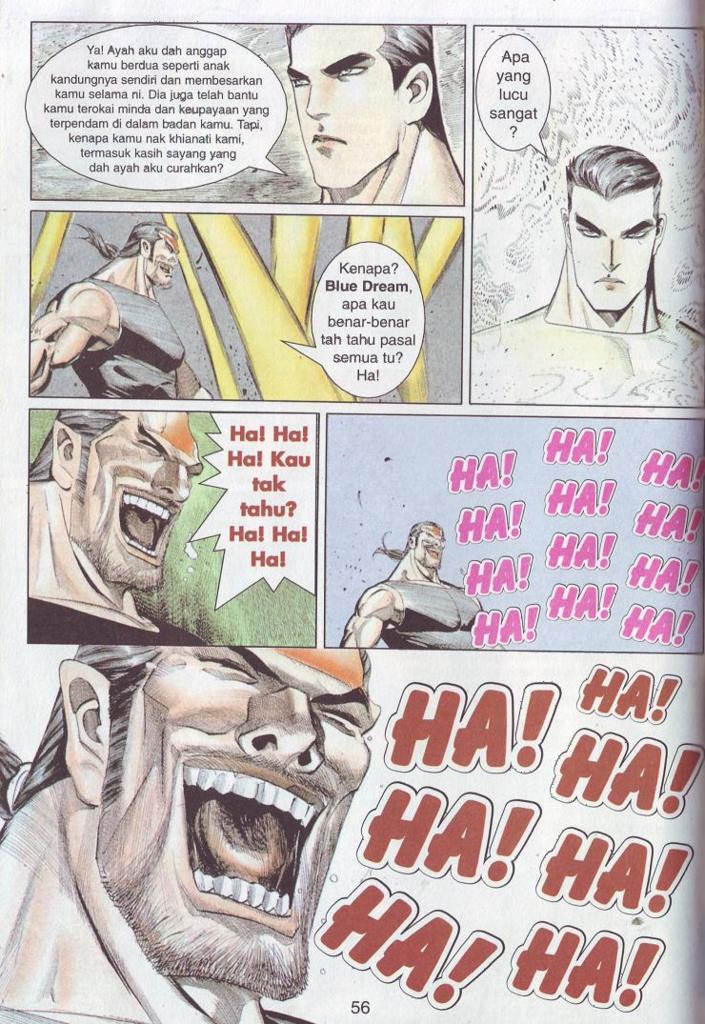 Ya! Ayah aku dah anggap
kamu berdua seperti anak
kandungnya sendiri dan membesarkan
kamu selama ni. Dia juga telah bantu
kamu terokai minda dan keupayaan yang
terpendam di dalam badan kamu. Tapi,
kenapa kamu nak khianati kami,
termasuk kasih sayang yang
dah ayah aku curahkan?
Apa
yang
lucu
sangat
?
Kenapa?
Blue Dream,
apa kau
benar-benar
tah tahu pasal
semua tu?
Ha!
Ha! Ha!
Ha! Kau
tak
tahu?
Ha! Ha!
Ha!
HA! HA! HA!
HA! HA! HA!
HA! HA! HA!
HA! HA! HA!
HA! HA!
HA! HA!
HA! HA!
HA! HA!
56